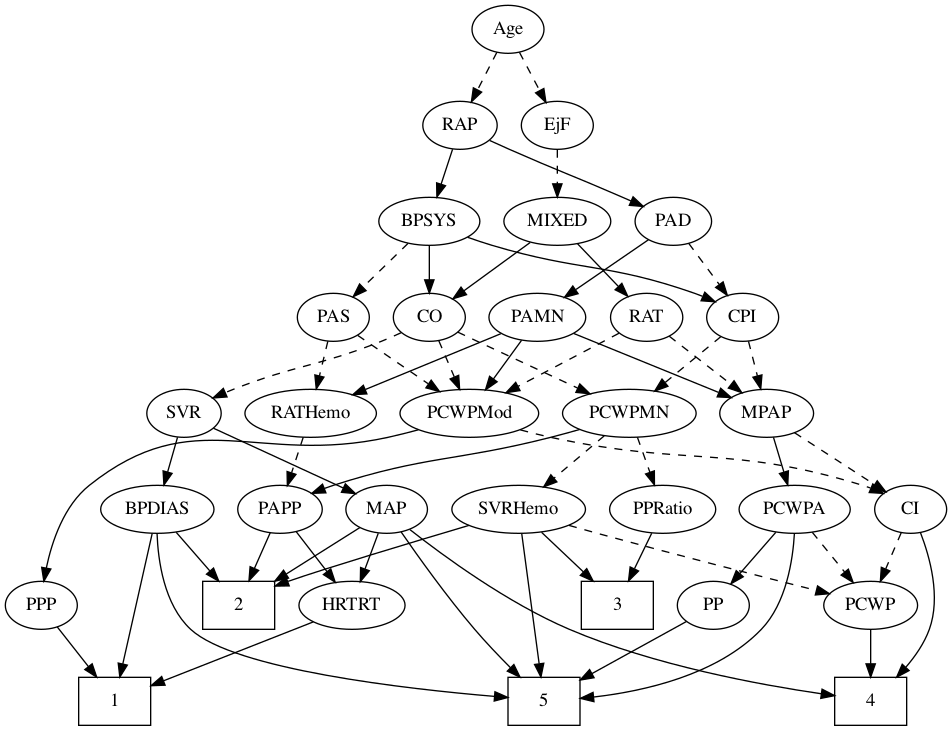 Age
RAP
EjF
BPSYS
MIXED
PAD
PAS
CO
PAMN
RAT
CPI
SVR
RATHemo
PCWPMod
PCWPMN
MPAP
BPDIAS
PAPP
MAP
SVRHemo
PPRatio
PCWPA
CI
PPP
2
HRTRT
3
PP
PCWP
1
5
4